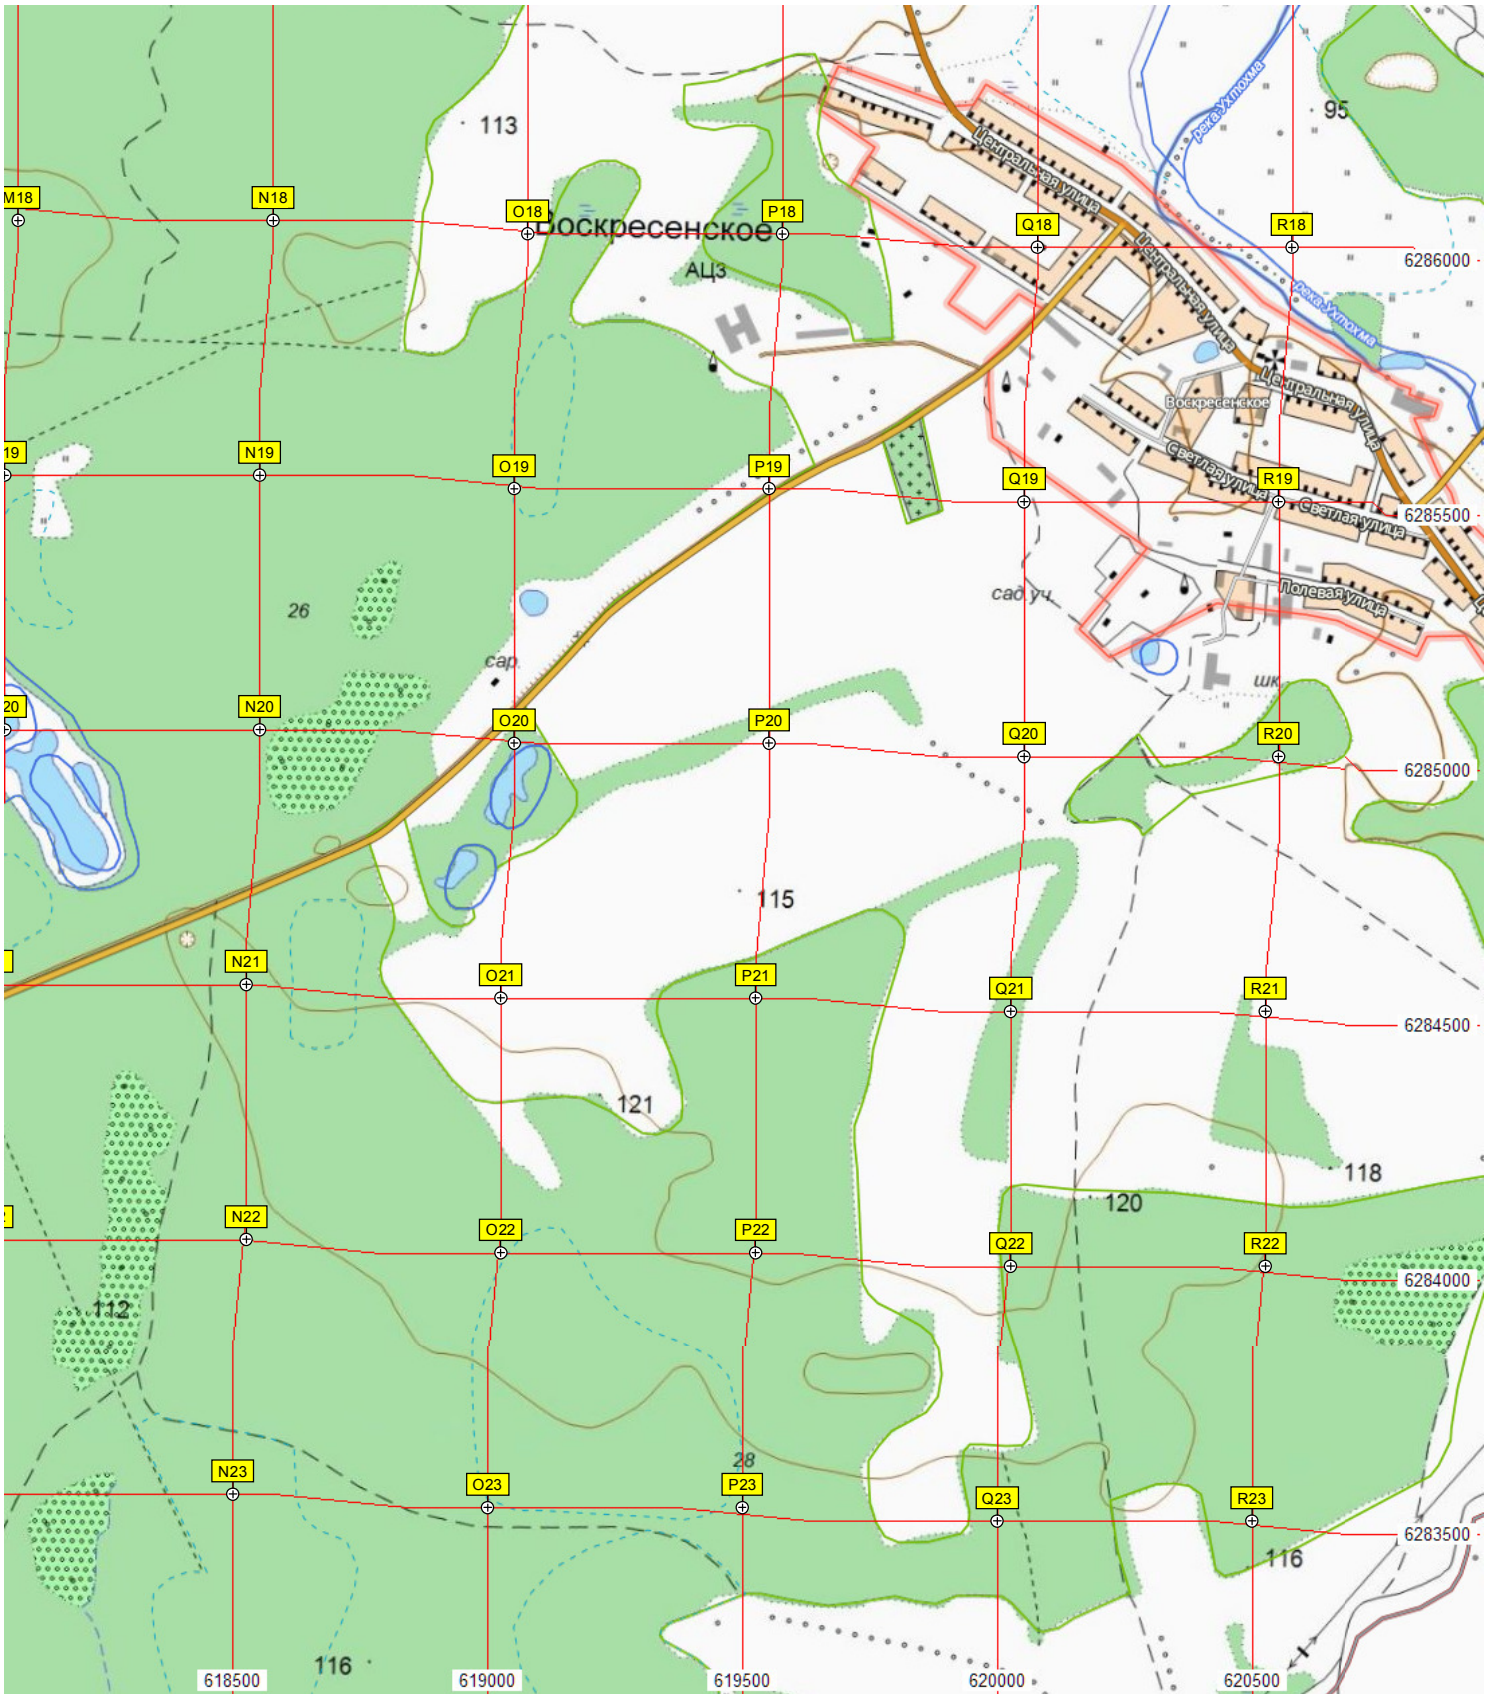 113
95
река Ухтохма
Центральная улица
M18
N18
O18
P18
Q18
R18
Воскресенское
6286000
АЦЗ
Центральная улица
река Ухтохма
Центральная улица
Воскресенское
19
N19
O19
P19
Q19
R19
Светлая улица
Светлая улица
6285500
26
сад.уч.
Полевая улица
сар.
шк.
20
N20
O20
P20
Q20
R20
6285000
115
N21
O21
P21
Q21
R21
6284500
121
118
120
N22
O22
P22
Q22
R22
6284000
112
28
N23
O23
P23
Q23
R23
6283500
116
116
618500
619000
619500
620000
620500